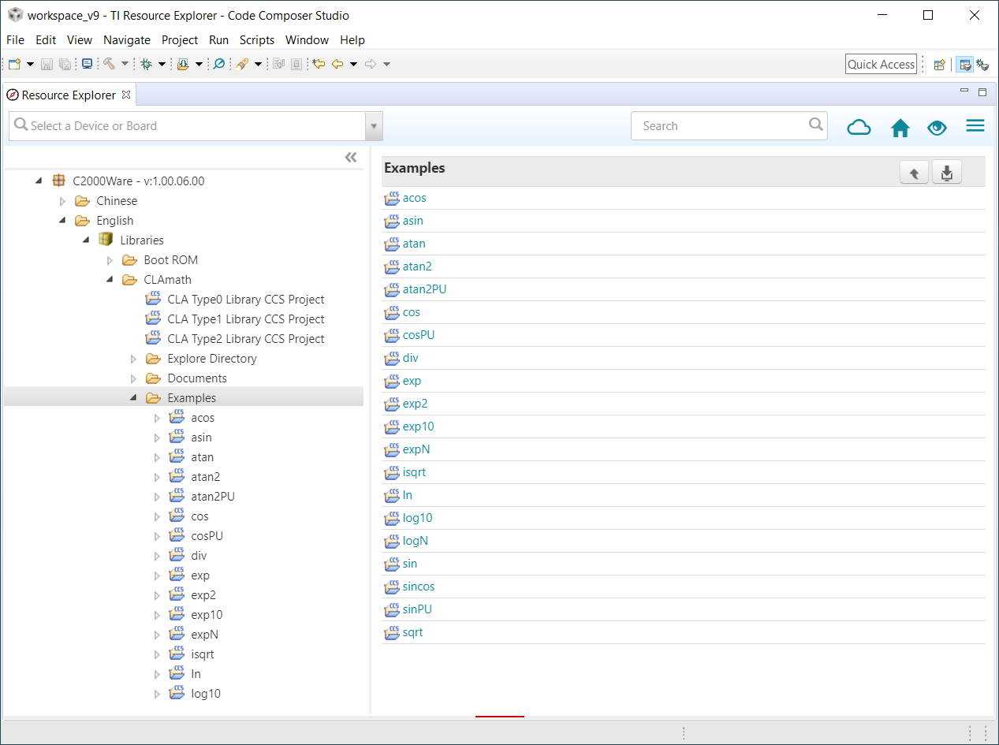 workspace_v9 - TI Resource Explorer - Code Composer Studio
File Edit View Navigate Project Run Scripts Window Help
Quick Access
Resource Explorer
Select a Device or Board
Search
C2000Ware - v:1.00.06.00
Chinese
English
Libraries
Boot ROM
CLAmath
CLA Type0 Library CCS Project
CLA Type1 Library CCS Project
CLA Type2 Library CCS Project
Explore Directory
Documents
Examples
acos
asin
atan
atan2
atan2PU
cos
cosPU
div
exp
exp2
exp10
expN
isqrt
ln
log10
Examples
acos
asin
atan
atan2
atan2PU
cos
cosPU
div
exp
exp2
exp10
expN
isqrt
ln
log10
logN
sin
sincos
sinPU
sqrt